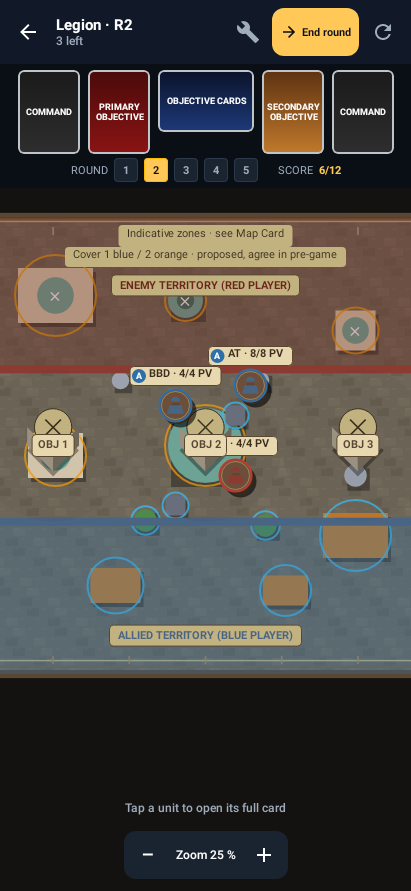 Legion · R2
3 left
End round
COMMAND
PRIMARY
OBJECTIVE
OBJECTIVE CARDS
SECONDARY
OBJECTIVE
COMMAND
ROUND 1 2 3 4 5 SCORE 6/12
Indicative zones · see Map Card
Cover 1 blue / 2 orange · proposed, agree in pre-game
ENEMY TERRITORY (RED PLAYER)
A AT · 8/8 PV
A BBD · 4/4 PV
OBJ 1
OBJ 2
· 4/4 PV
OBJ 3
ALLIED TERRITORY (BLUE PLAYER)
Tap a unit to open its full card
− Zoom 25 % +